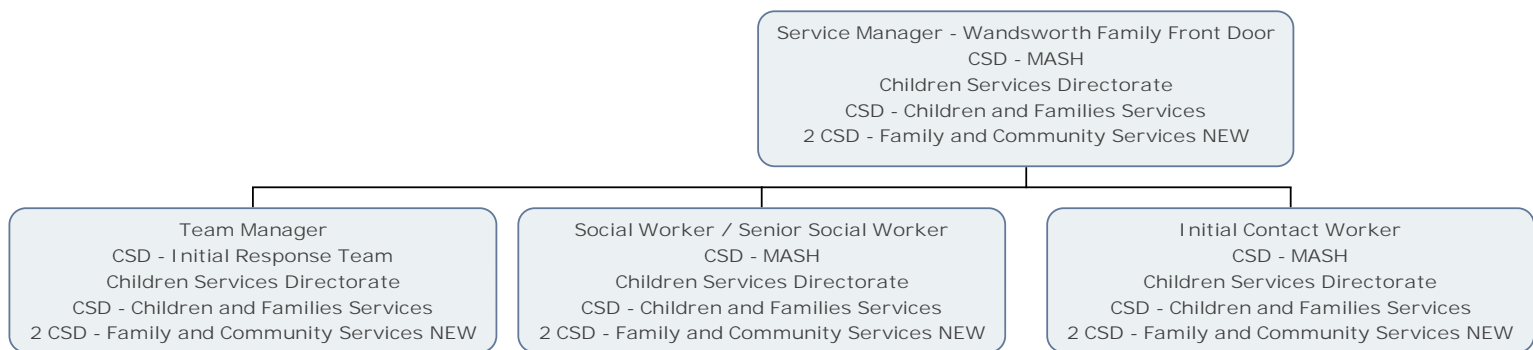 Service Manager - Wandsworth Family Front Door
CSD - MASH
Children Services Directorate
CSD - Children and Families Services
2 CSD - Family and Community Services NEW
Team Manager
CSD - Initial Response Team
Children Services Directorate
CSD - Children and Families Services
2 CSD - Family and Community Services NEW
Social Worker / Senior Social Worker
CSD - MASH
Children Services Directorate
CSD - Children and Families Services
2 CSD - Family and Community Services NEW
Initial Contact Worker
CSD - MASH
Children Services Directorate
CSD - Children and Families Services
2 CSD - Family and Community Services NEW